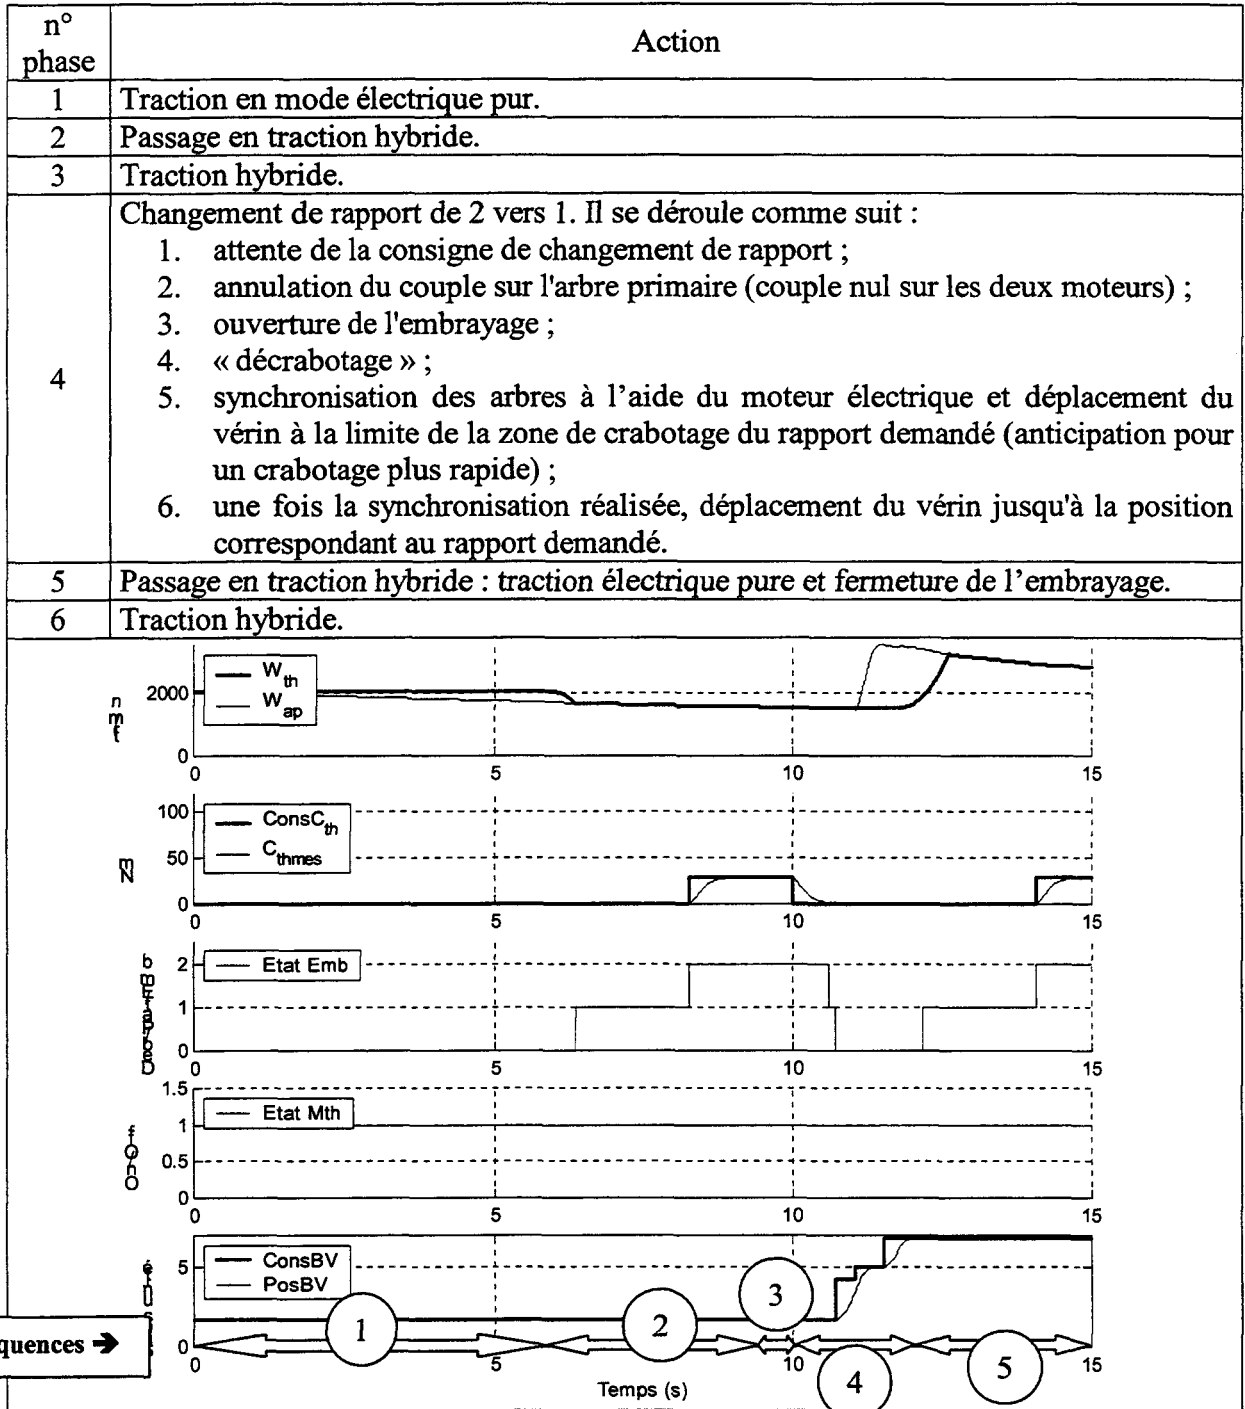 n°
phase
Action
1 Traction en mode électrique pur.
2 Passage en traction hybride.
3 Traction hybride.
4
Changement de rapport de 2 vers 1. Il se déroule comme suit :
1. attente de la consigne de changement de rapport ;
2. annulation du couple sur l'arbre primaire (couple nul sur les deux moteurs) ;
3. ouverture de l'embrayage ;
4. « décrabotage » ;
5. synchronisation des arbres à l'aide du moteur électrique et déplacement du
vérin à la limite de la zone de crabotage du rapport demandé (anticipation pour
un crabotage plus rapide) ;
6. une fois la synchronisation réalisée, déplacement du vérin jusqu'à la position
correspondant au rapport demandé.
5 Passage en traction hybride : traction électrique pure et fermeture de l'embrayage.
6 Traction hybride.
W_th
W_ap
2000
0
0 5 10 15
ConsC_th
C_thmes
100
50
0
Nm
0 5 10 15
Etat Emb
2
1
0
0 5 10 15
Etat Mth
1.5
1
0.5
0
0 5 10 15
ConsBV
PosBV
5
0
1 2 3 4 5
quences ➔
0 5 10 15
Temps (s)